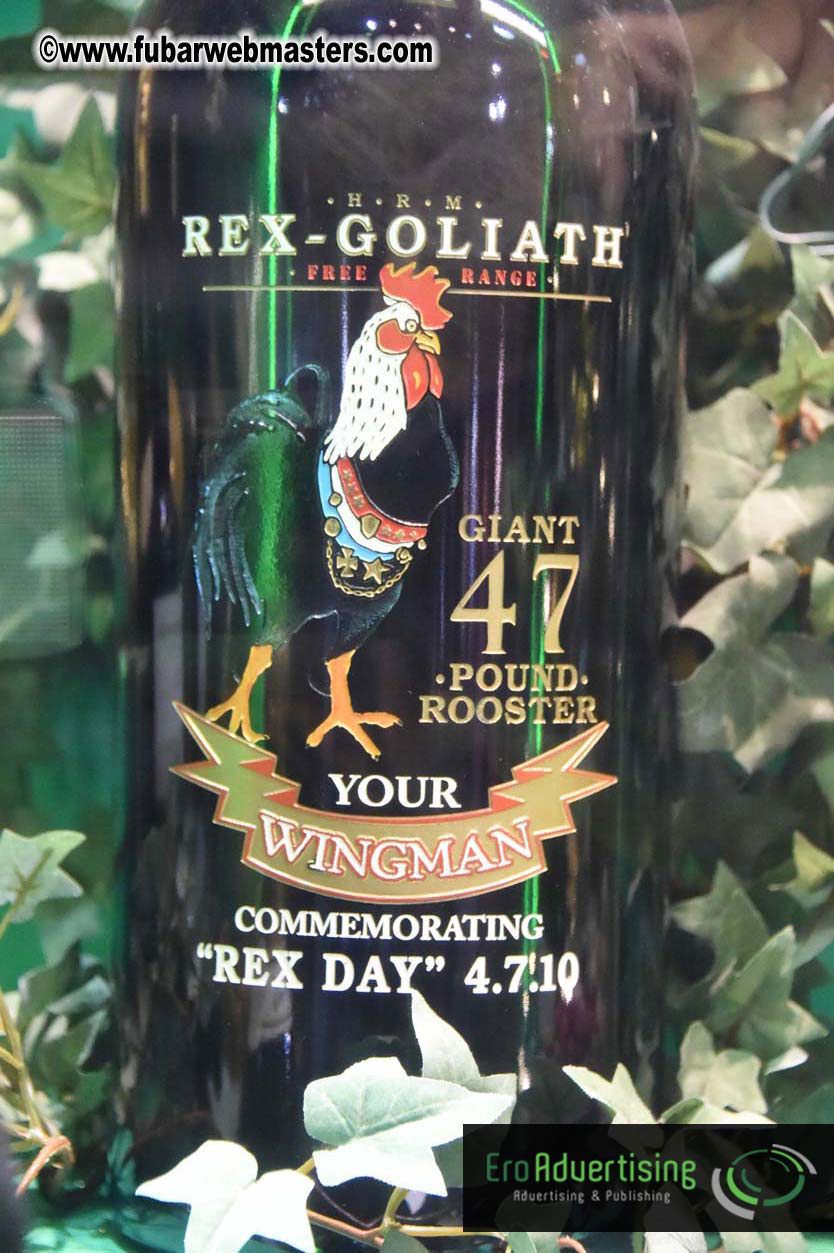 ©www.fubarwebmasters.com
·H·R·M·
REX-GOLIATH
·FREE RANGE·
GIANT
47
·POUND·
ROOSTER
YOUR
WINGMAN
COMMEMORATING
"REX DAY" 4.7.10
EroAdvertising
Advertising & Publishing